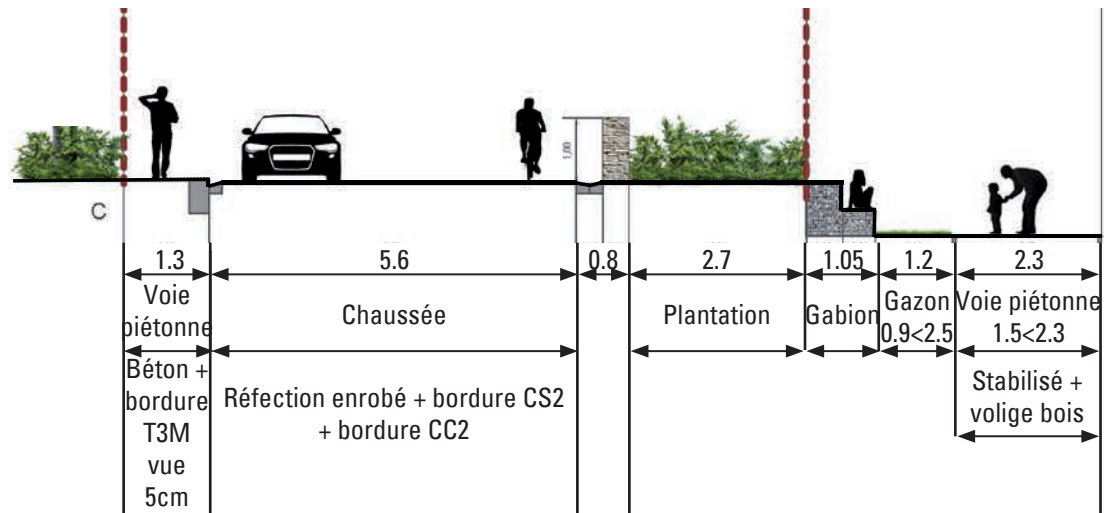 1,00
C
1.3 5.6 0.8 2.7 1.05 1.2 2.3
Voie
piétonne
Chaussée
Plantation
Gabion
Gazon
0.9<2.5
Voie piétonne
1.5<2.3
Béton +
bordure
T3M
vue
5cm
Réfection enrobé + bordure CS2
+ bordure CC2
Stabilisé +
volige bois